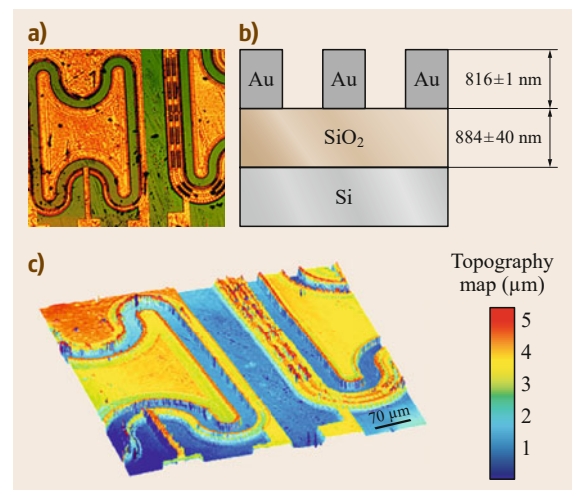 a)
b)
Au Au Au
816±1 nm
SiO₂
884±40 nm
Si
c)
Topography
map (µm)
5
4
3
2
1
70 µm